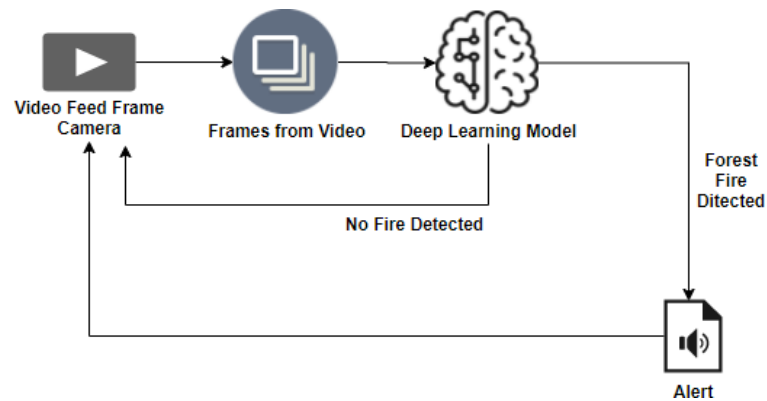 Video Feed Frame
Camera
Frames from Video
Deep Learning Model
Forest
Fire
Ditected
No Fire Detected
Alert